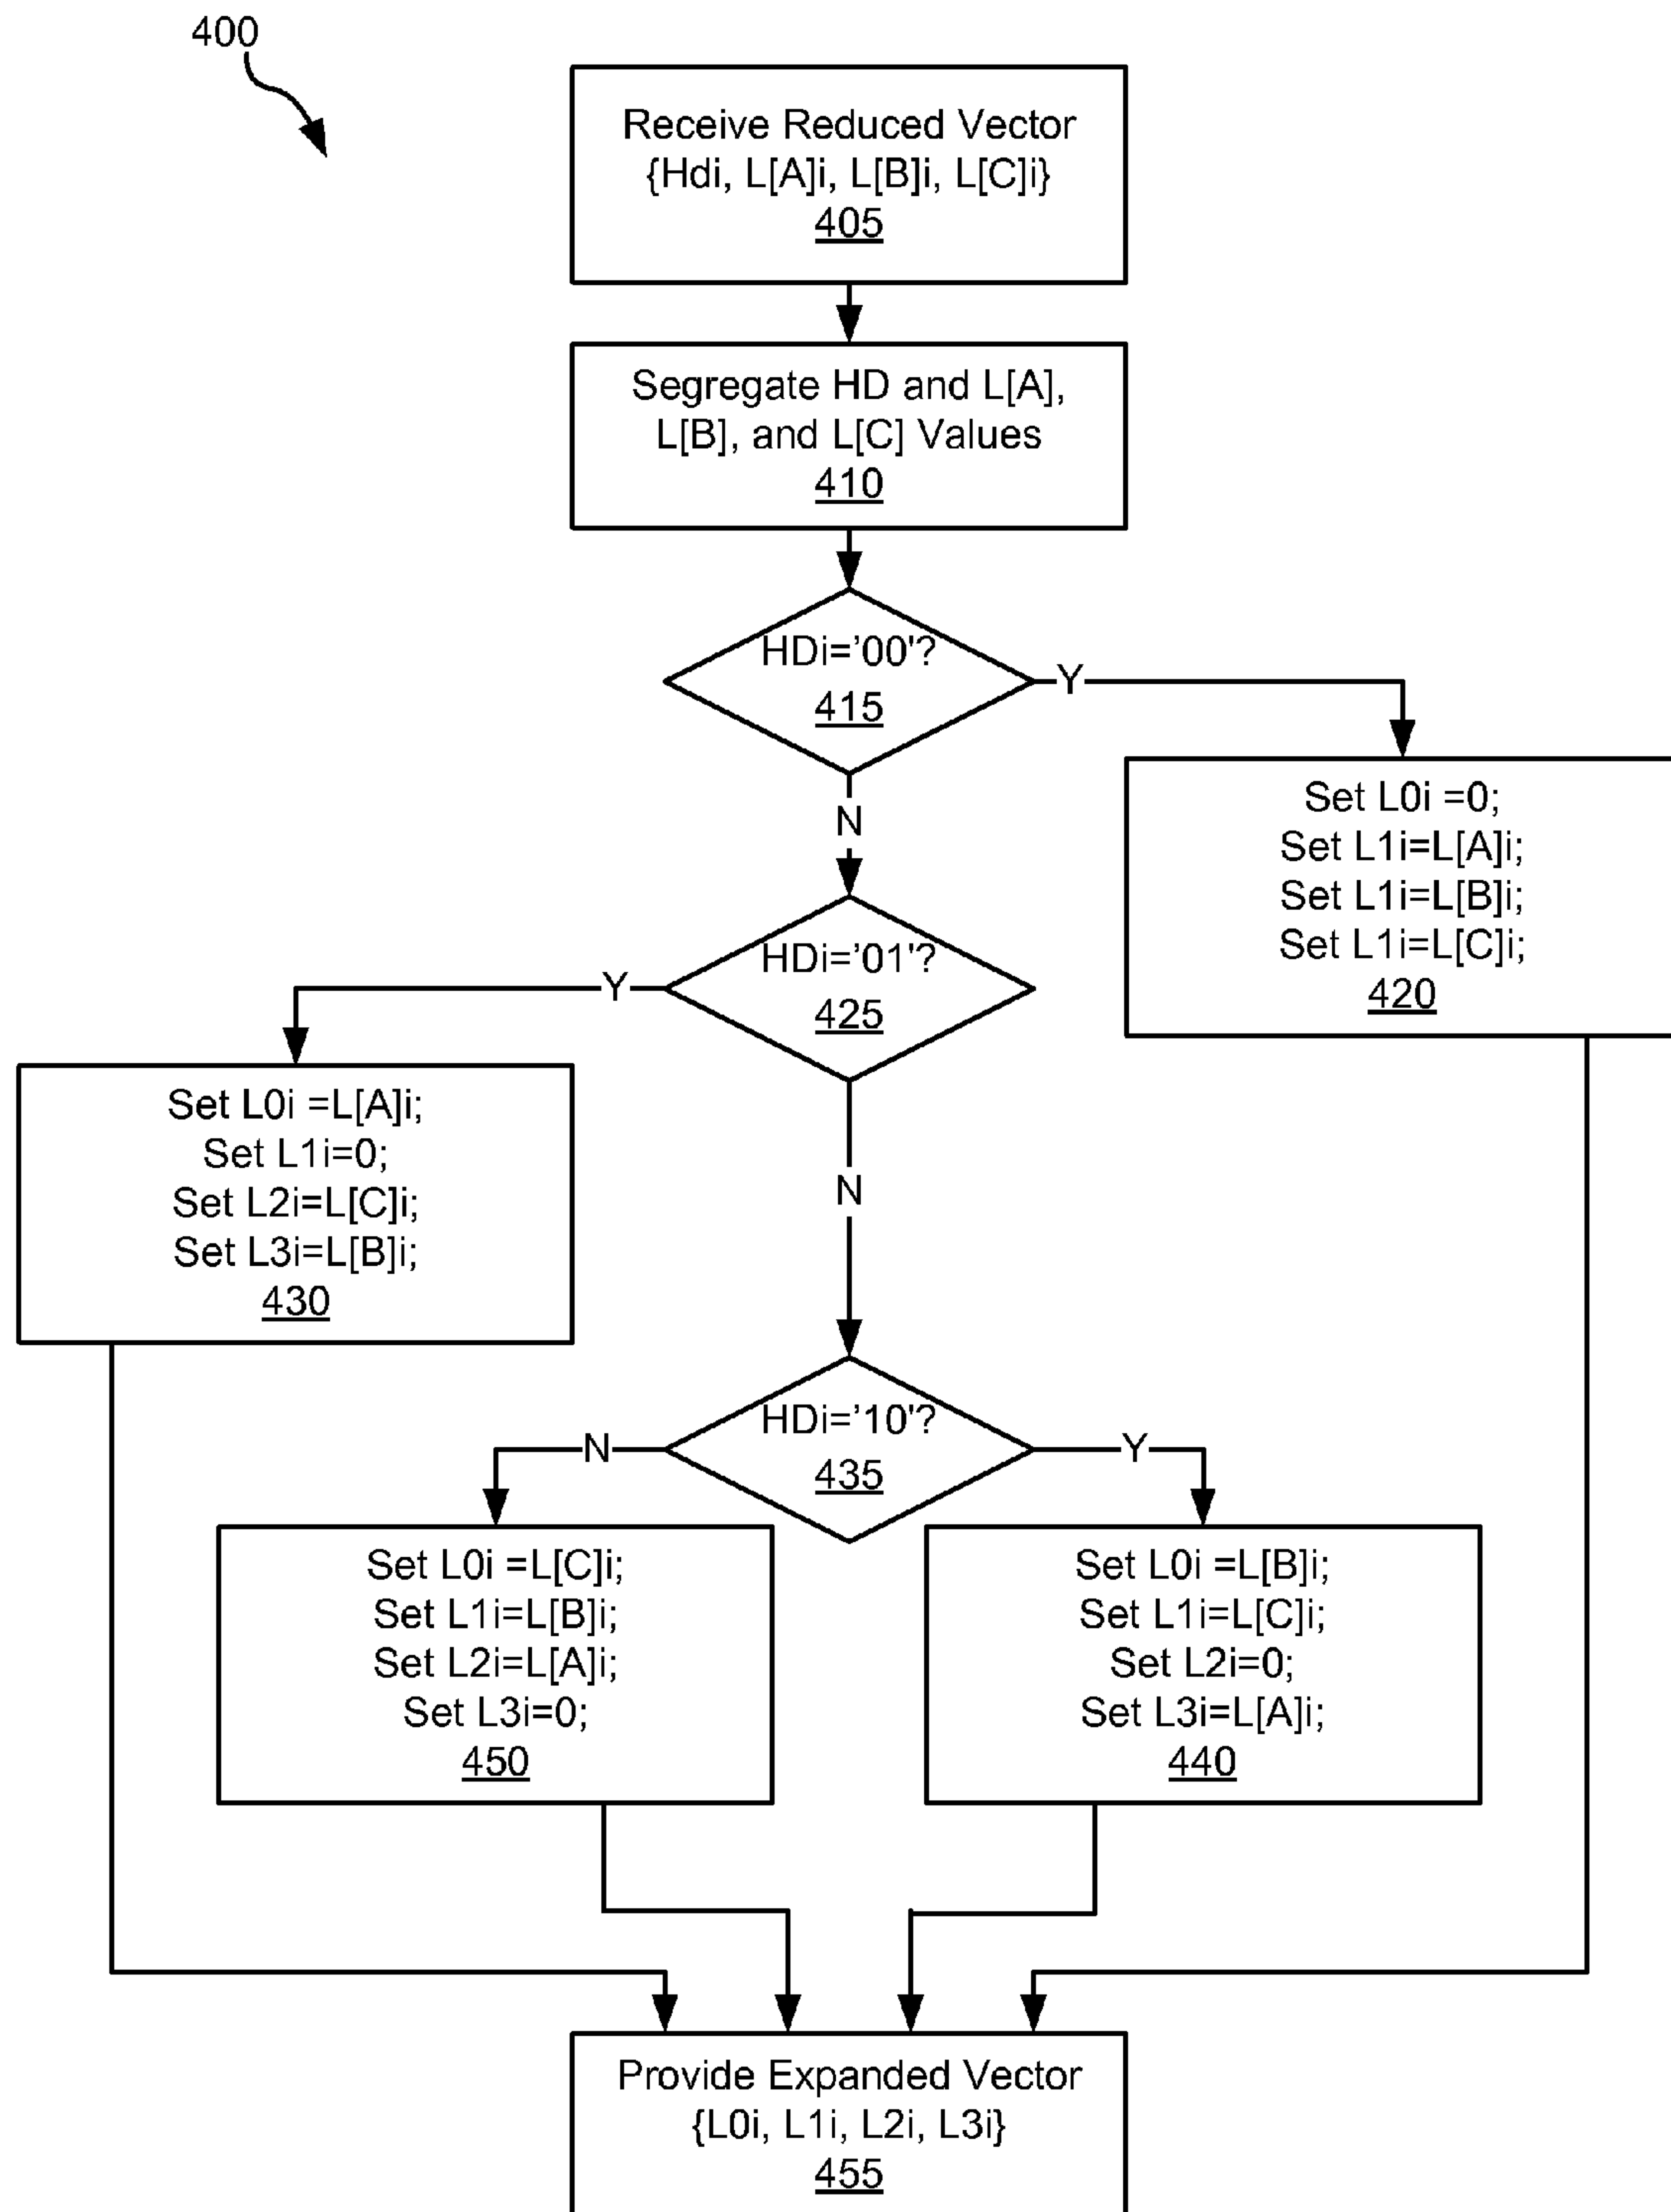 400
Receive Reduced Vector
{Hdi, L[A]i, L[B]i, L[C]i}
405
Segregate HD and L[A],
L[B], and L[C] Values
410
HDi='00'?
415
Y
N
Set L0i =0;
Set L1i=L[A]i;
Set L1i=L[B]i;
Set L1i=L[C]i;
420
HDi='01'?
425
Y
N
Set L0i =L[A]i;
Set L1i=0;
Set L2i=L[C]i;
Set L3i=L[B]i;
430
HDi='10'?
435
N
Y
Set L0i =L[C]i;
Set L1i=L[B]i;
Set L2i=L[A]i;
Set L3i=0;
450
Set L0i =L[B]i;
Set L1i=L[C]i;
Set L2i=0;
Set L3i=L[A]i;
440
Provide Expanded Vector
{L0i, L1i, L2i, L3i}
455